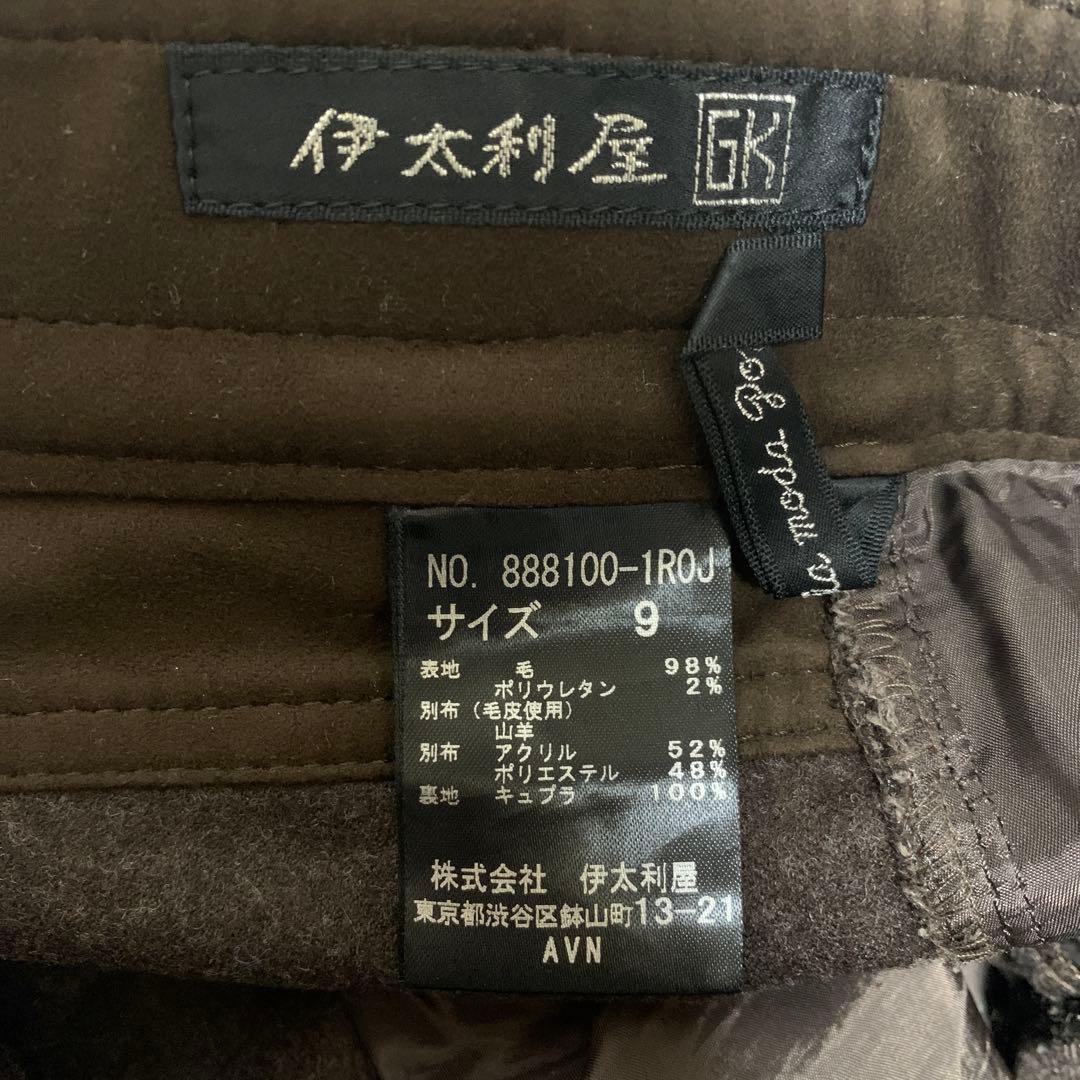 伊太利屋 GK
moda
NO. 888100-1R0J
サイズ 9
表地 毛 98%
ポリウレタン 2%
別布(毛皮使用)
山羊
別布 アクリル 52%
ポリエステル 48%
裏地 キュプラ 100%
株式会社 伊太利屋
東京都渋谷区鉢山町13-21
AVN